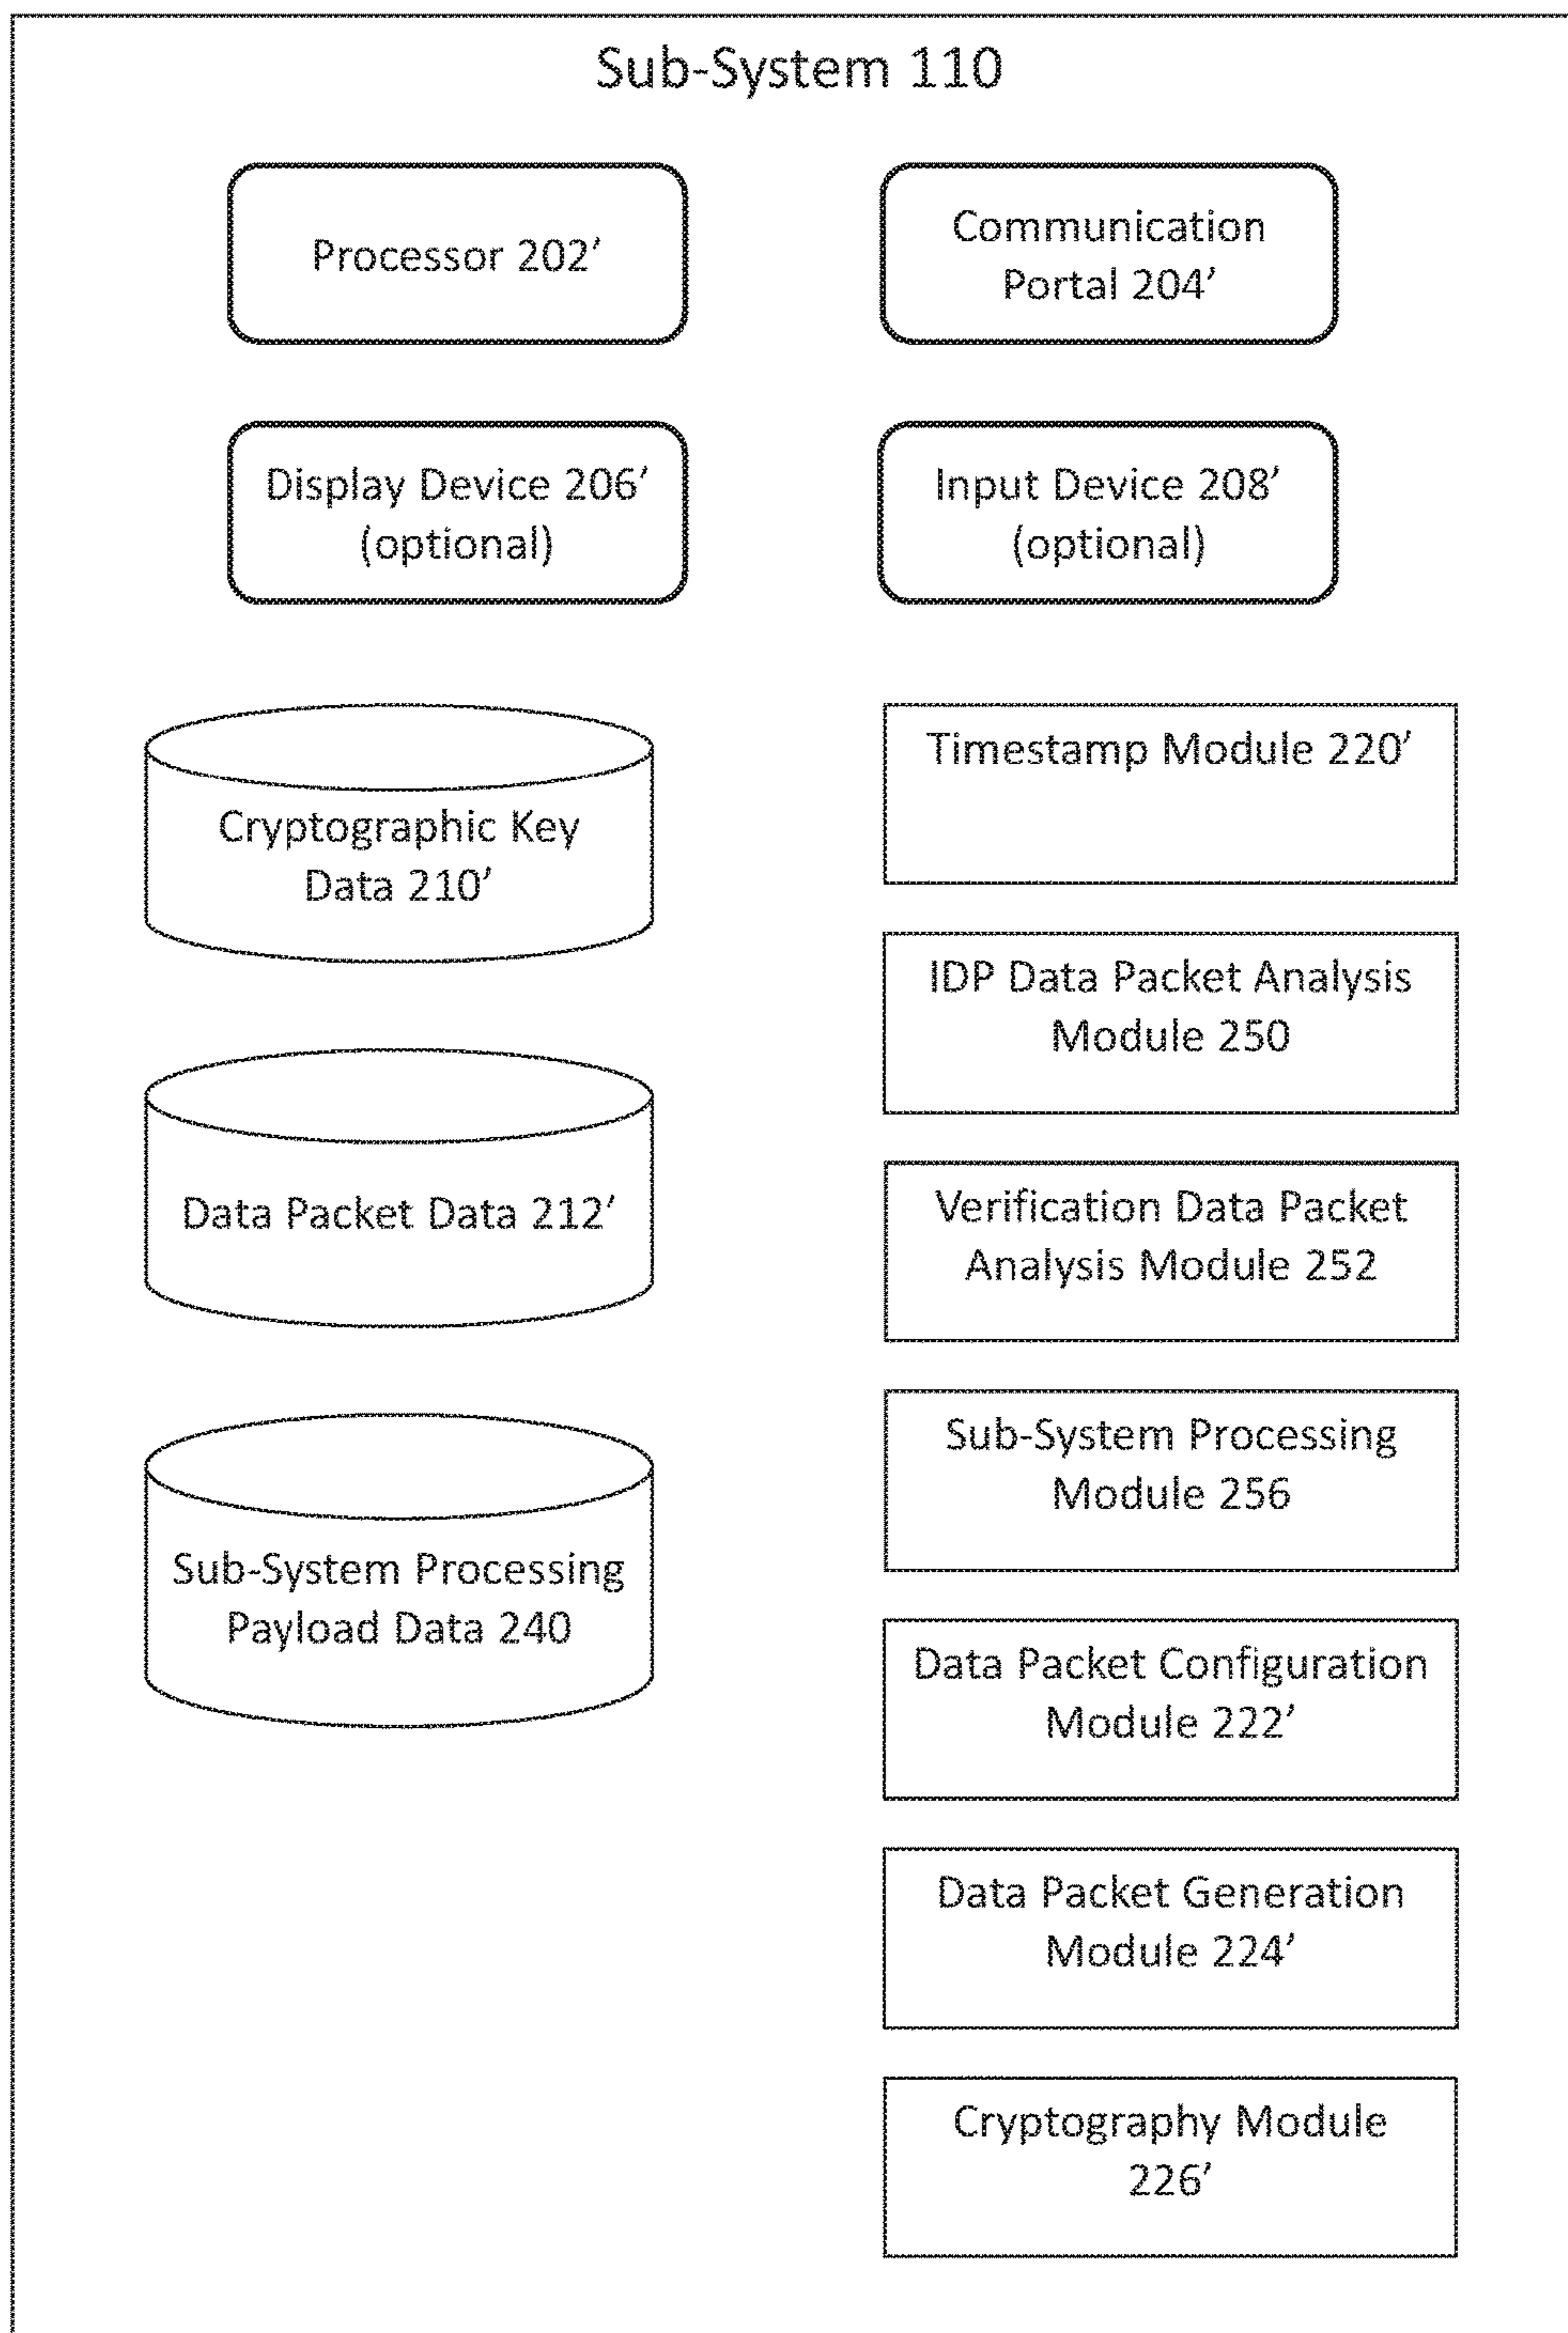 Sub-System 110
Processor 202’
Communication
Portal 204’
Display Device 206’
(optional)
Input Device 208’
(optional)
Cryptographic Key
Data 210’
Data Packet Data 212’
Sub-System Processing
Payload Data 240
Timestamp Module 220’
IDP Data Packet Analysis
Module 250
Verification Data Packet
Analysis Module 252
Sub-System Processing
Module 256
Data Packet Configuration
Module 222’
Data Packet Generation
Module 224’
Cryptography Module
226’